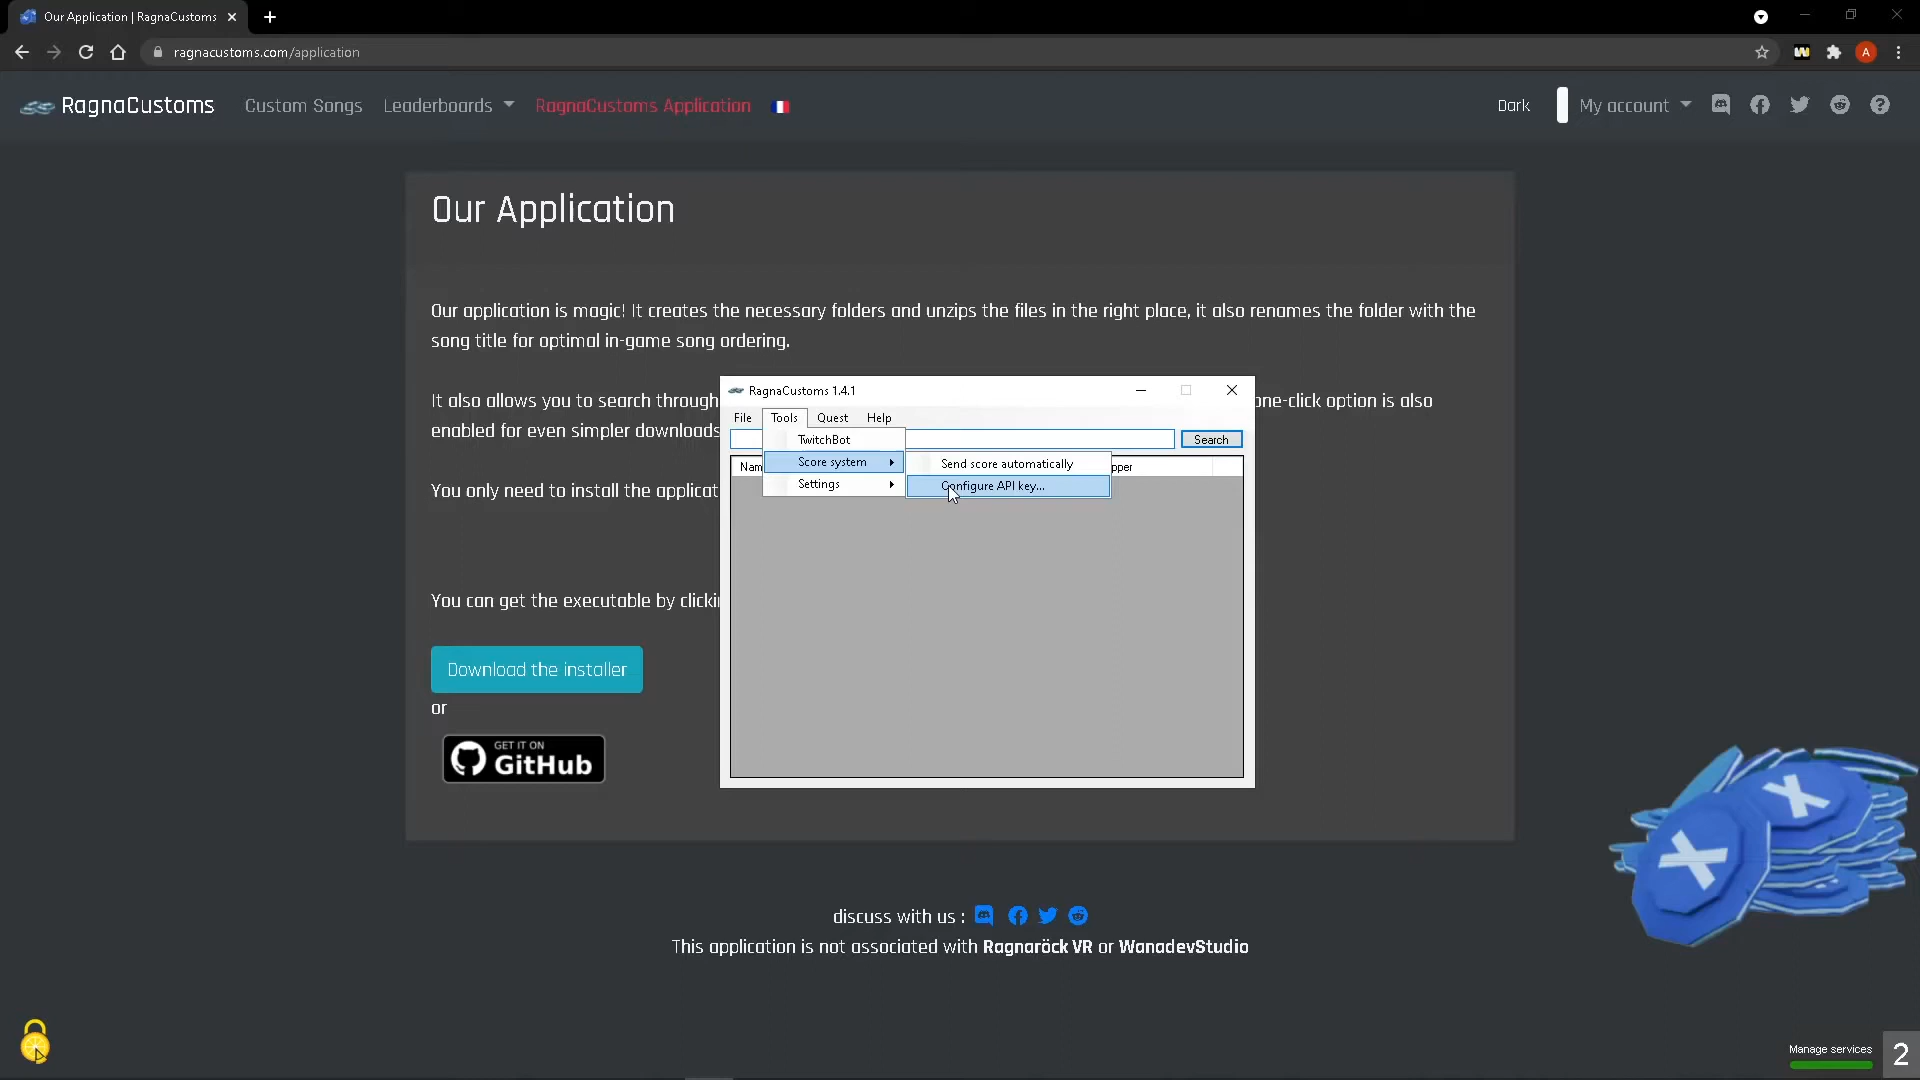 Our Application | RagnaCustoms
ragnacustoms.com/application
A
RagnaCustoms
Custom Songs
Leaderboards
RagnaCustoms Application
Dark
My account
Our Application
Our application is magic! It creates the necessary folders and unzips the files in the right place, it also renames the folder with the
song title for optimal in-game song ordering.
It also allows you to search through
one-click option is also
enabled for even simpler downloads
You only need to install the applicat
You can get the executable by clicki
Download the installer
or
GET IT ON
GitHub
RagnaCustoms 1.4.1
File
Tools
Quest
Help
Search
TwitchBot
Score system
Settings
Send score automatically
Configure API key...
Nam
pper
discuss with us :
This application is not associated with Ragnaröck VR or WanadevStudio
Manage services
2